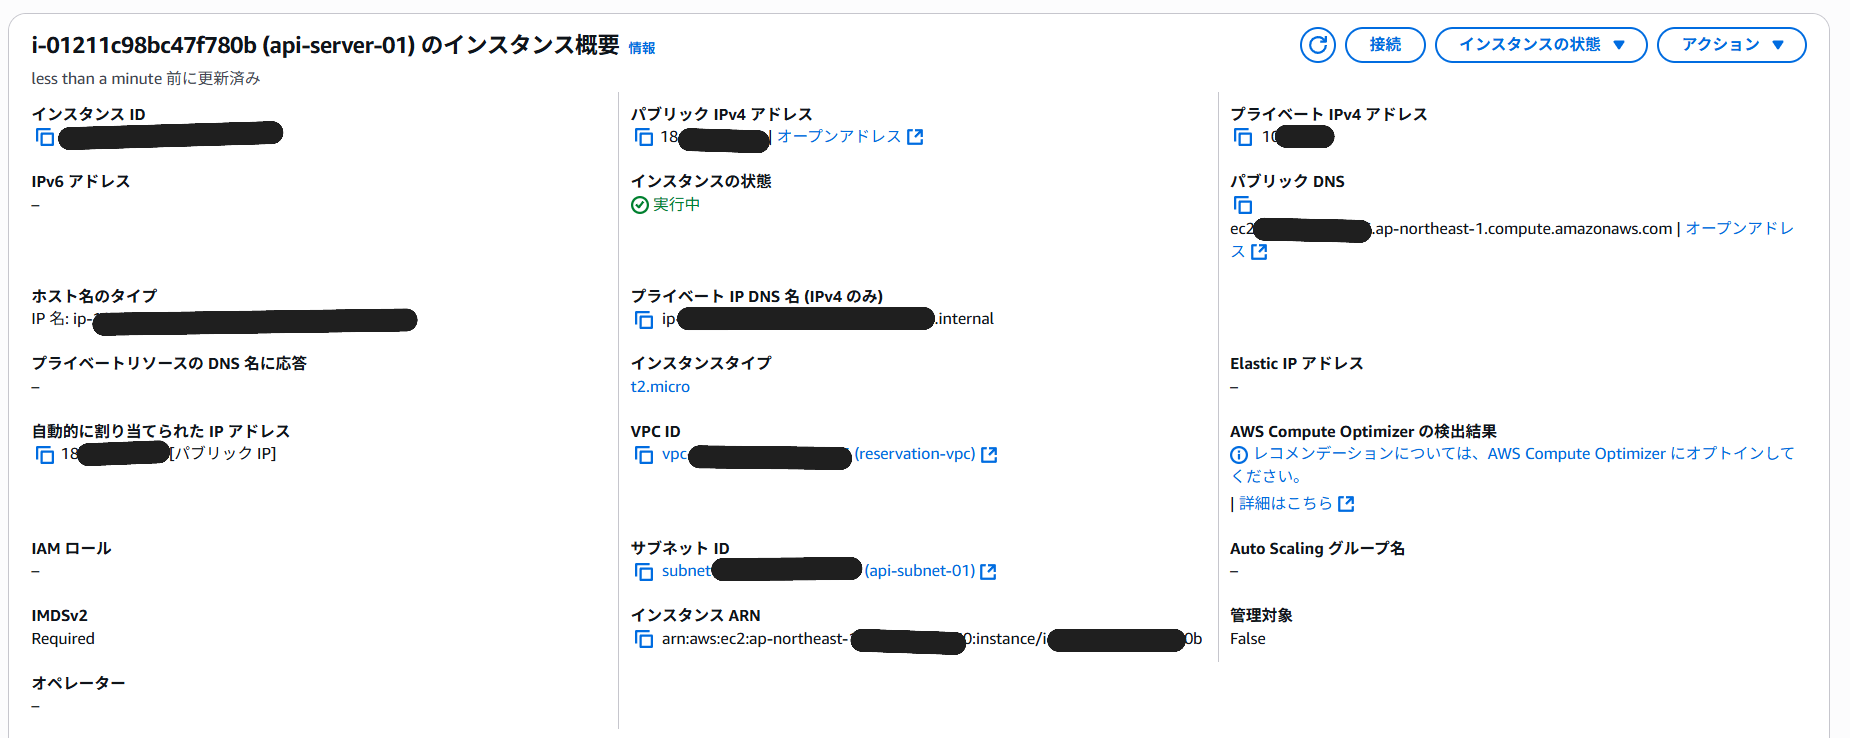 i-01211c98bc47f780b (api-server-01) のインスタンス概要 情報
接続
インスタンスの状態
アクション
less than a minute 前に更新済み
インスタンス ID
IPv6 アドレス
–
ホスト名のタイプ
IP 名: ip-
プライベートリソースの DNS 名に応答
–
自動的に割り当てられた IP アドレス
18 [パブリック IP]
IAM ロール
–
IMDSv2
Required
オペレーター
–
パブリック IPv4 アドレス
18 | オープンアドレス
インスタンスの状態
実行中
プライベート IP DNS 名 (IPv4 のみ)
ip- .internal
インスタンスタイプ
t2.micro
VPC ID
vpc- (reservation-vpc)
サブネット ID
subnet (api-subnet-01)
インスタンス ARN
arn:aws:ec2:ap-northeast- 0:instance/i 0b
プライベート IPv4 アドレス
10
パブリック DNS
ec2 .ap-northeast-1.compute.amazonaws.com | オープンアドレ
ス
Elastic IP アドレス
–
AWS Compute Optimizer の検出結果
レコメンデーションについては、AWS Compute Optimizer にオプトインして
ください。
| 詳細はこちら
Auto Scaling グループ名
–
管理対象
False